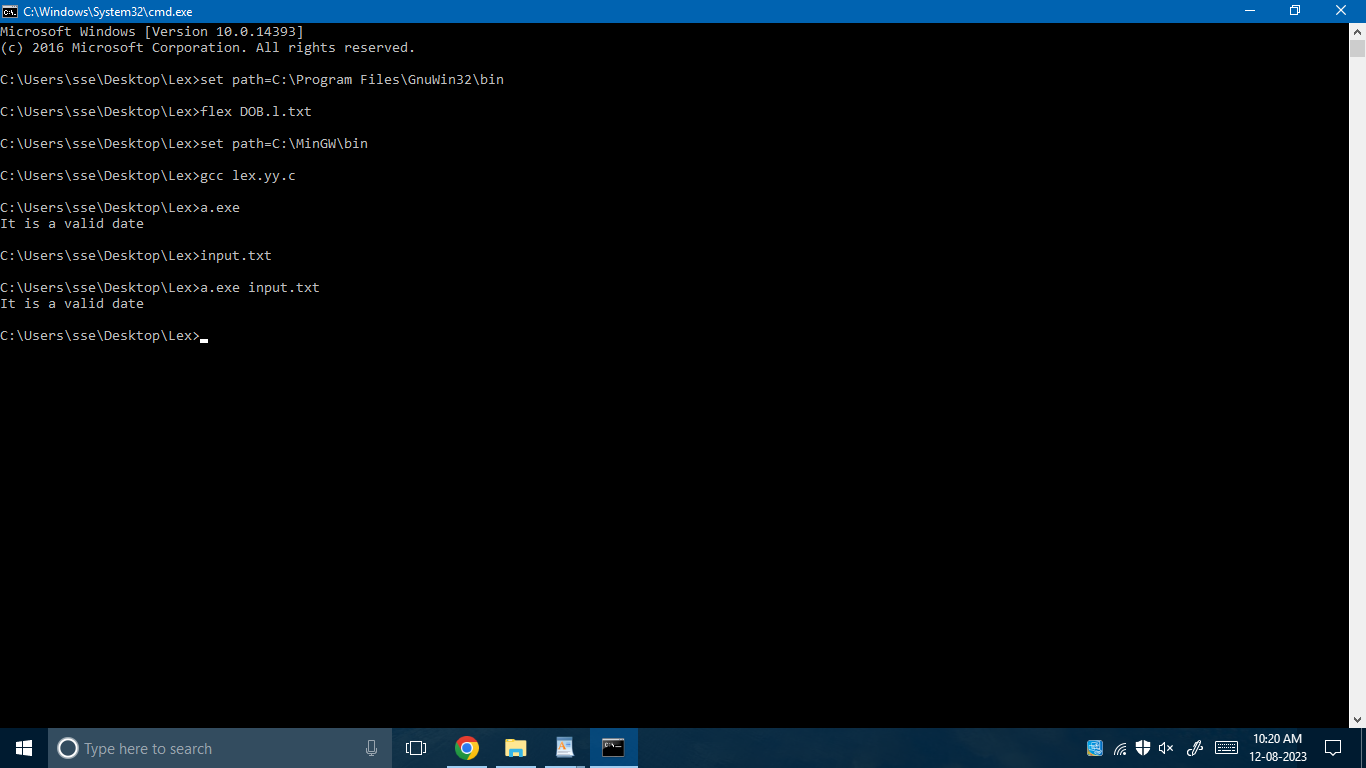 C:\Windows\System32\cmd.exe
Microsoft Windows [Version 10.0.14393]
(c) 2016 Microsoft Corporation. All rights reserved.
C:\Users\sse\Desktop\Lex>set path=C:\Program Files\GnuWin32\bin
C:\Users\sse\Desktop\Lex>flex DOB.l.txt
C:\Users\sse\Desktop\Lex>set path=C:\MinGW\bin
C:\Users\sse\Desktop\Lex>gcc lex.yy.c
C:\Users\sse\Desktop\Lex>a.exe
It is a valid date
C:\Users\sse\Desktop\Lex>input.txt
C:\Users\sse\Desktop\Lex>a.exe input.txt
It is a valid date
C:\Users\sse\Desktop\Lex>
Type here to search
10:20 AM
12-08-2023